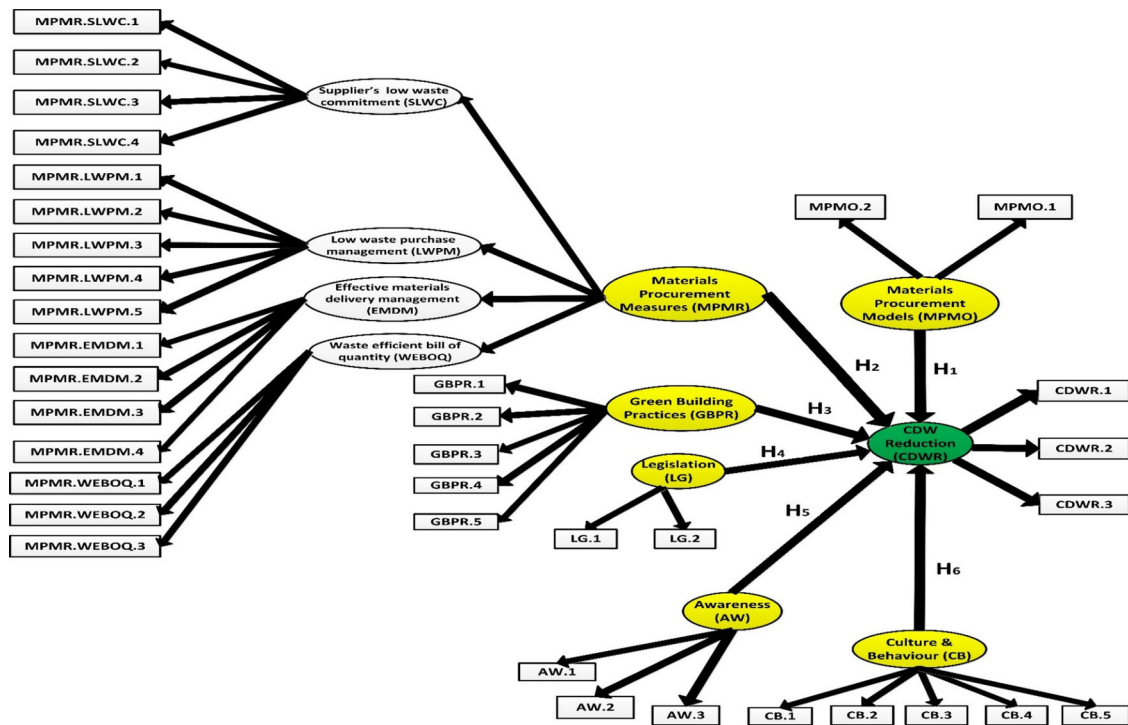 MPMR.SLWC.1
MPMR.SLWC.2
MPMR.SLWC.3
MPMR.SLWC.4
MPMR.LWPM.1
MPMR.LWPM.2
MPMR.LWPM.3
MPMR.LWPM.4
MPMR.LWPM.5
MPMR.EMDM.1
MPMR.EMDM.2
MPMR.EMDM.3
MPMR.EMDM.4
MPMR.WEBOQ.1
MPMR.WEBOQ.2
MPMR.WEBOQ.3
Supplier's low waste
commitment (SLWC)
Low waste purchase
management (LWPM)
Effective materials
delivery management
(EMDM)
Waste efficient bill of
quantity (WEBOQ)
Materials
Procurement
Measures (MPMR)
MPMO.2
MPMO.1
Materials
Procurement
Models (MPMO)
H₂
H₁
GBPR.1
GBPR.2
GBPR.3
GBPR.4
GBPR.5
Green Building
Practices (GBPR)
H₃
Legislation
(LG)
H₄
LG.1
LG.2
CDW
Reduction
(CDWR)
CDWR.1
CDWR.2
CDWR.3
H₅
H₆
Awareness
(AW)
AW.1
AW.2
AW.3
Culture &
Behaviour (CB)
CB.1
CB.2
CB.3
CB.4
CB.5